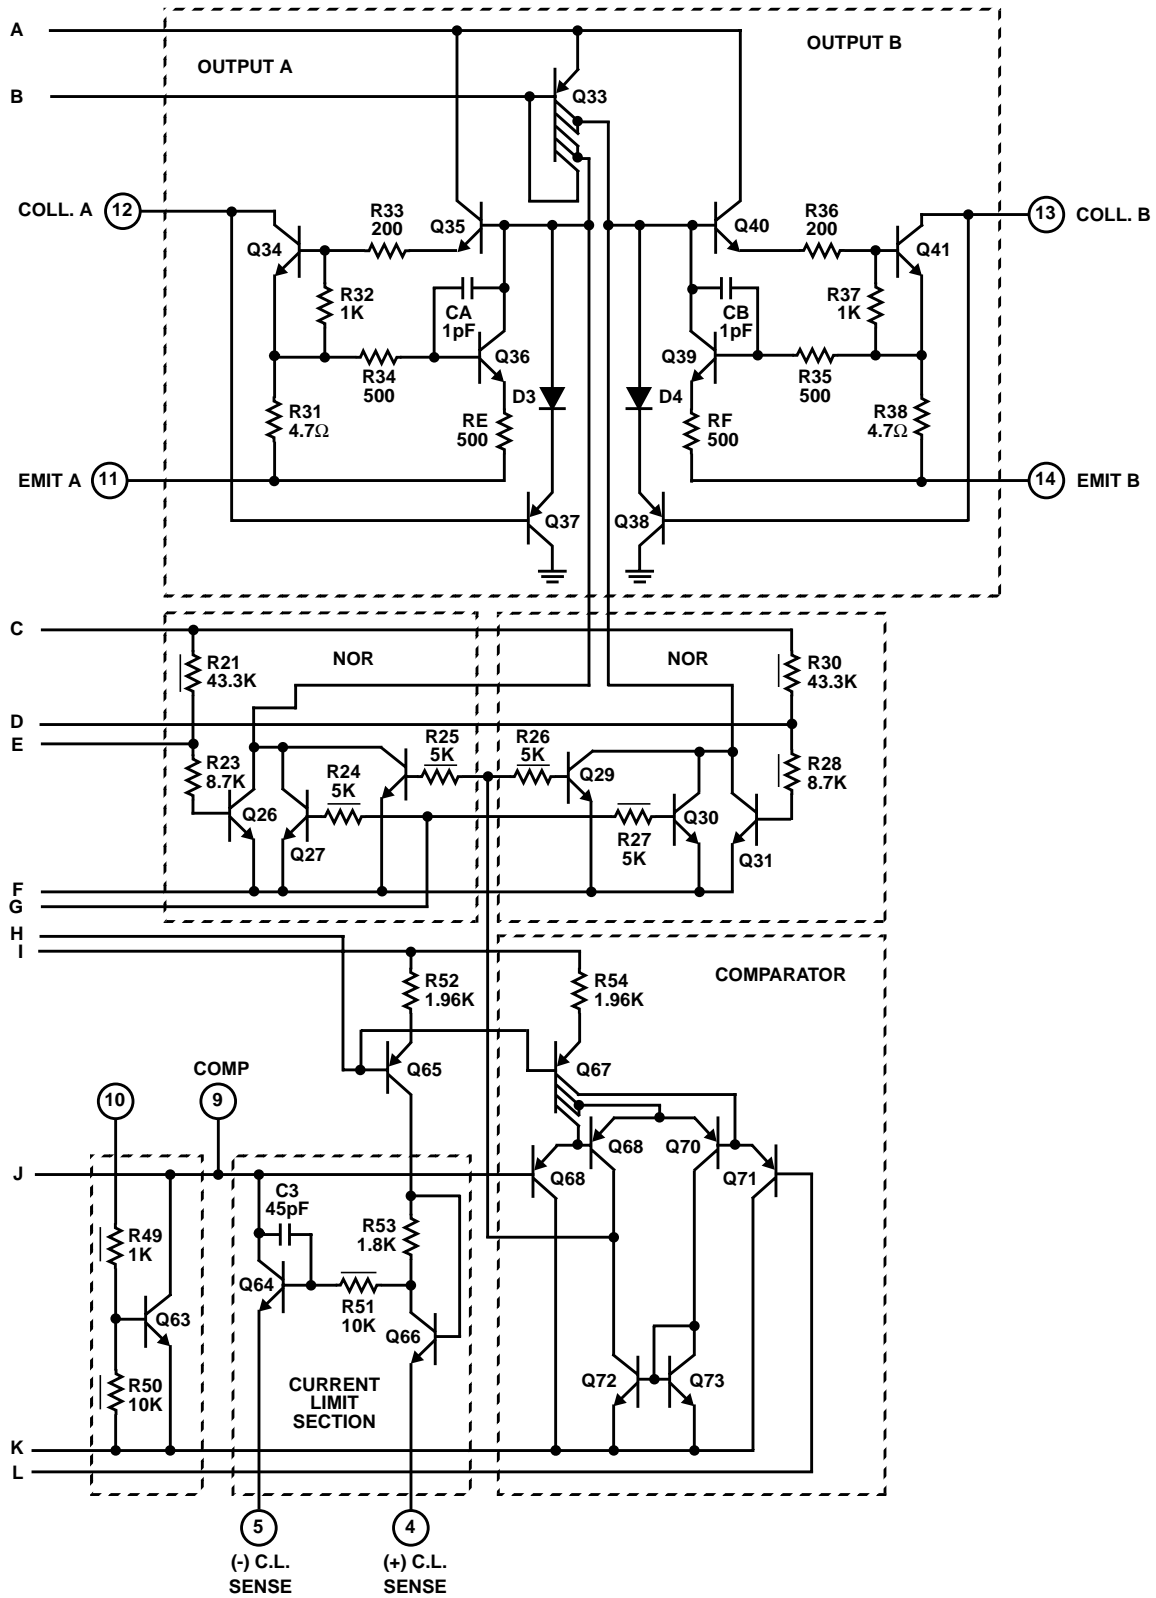 A
OUTPUT B
OUTPUT A
B
Q33
COLL. A
12
Q34
R33
200
Q35
Q40
R36
200
Q41
13
COLL. B
R32
1K
CA
1pF
CB
1pF
R37
1K
Q36
Q39
R34
500
D3
D4
R35
500
R31
4.7Ω
RE
500
RF
500
R38
4.7Ω
EMIT A
11
14
EMIT B
Q37
Q38
C
R21
43.3K
NOR
NOR
R30
43.3K
D
E
R23
8.7K
R24
5K
R25
5K
R26
5K
Q29
R28
8.7K
Q26
Q27
R27
5K
Q30
Q31
F
G
H
I
R52
1.96K
R54
1.96K
COMPARATOR
Q65
Q67
COMP
10
9
Q68
Q70
J
Q68
Q71
C3
45pF
R49
1K
R53
1.8K
Q64
R51
10K
Q63
Q66
R50
10K
CURRENT
LIMIT
SECTION
Q72
Q73
K
L
5
4
(-) C.L.
SENSE
(+) C.L.
SENSE